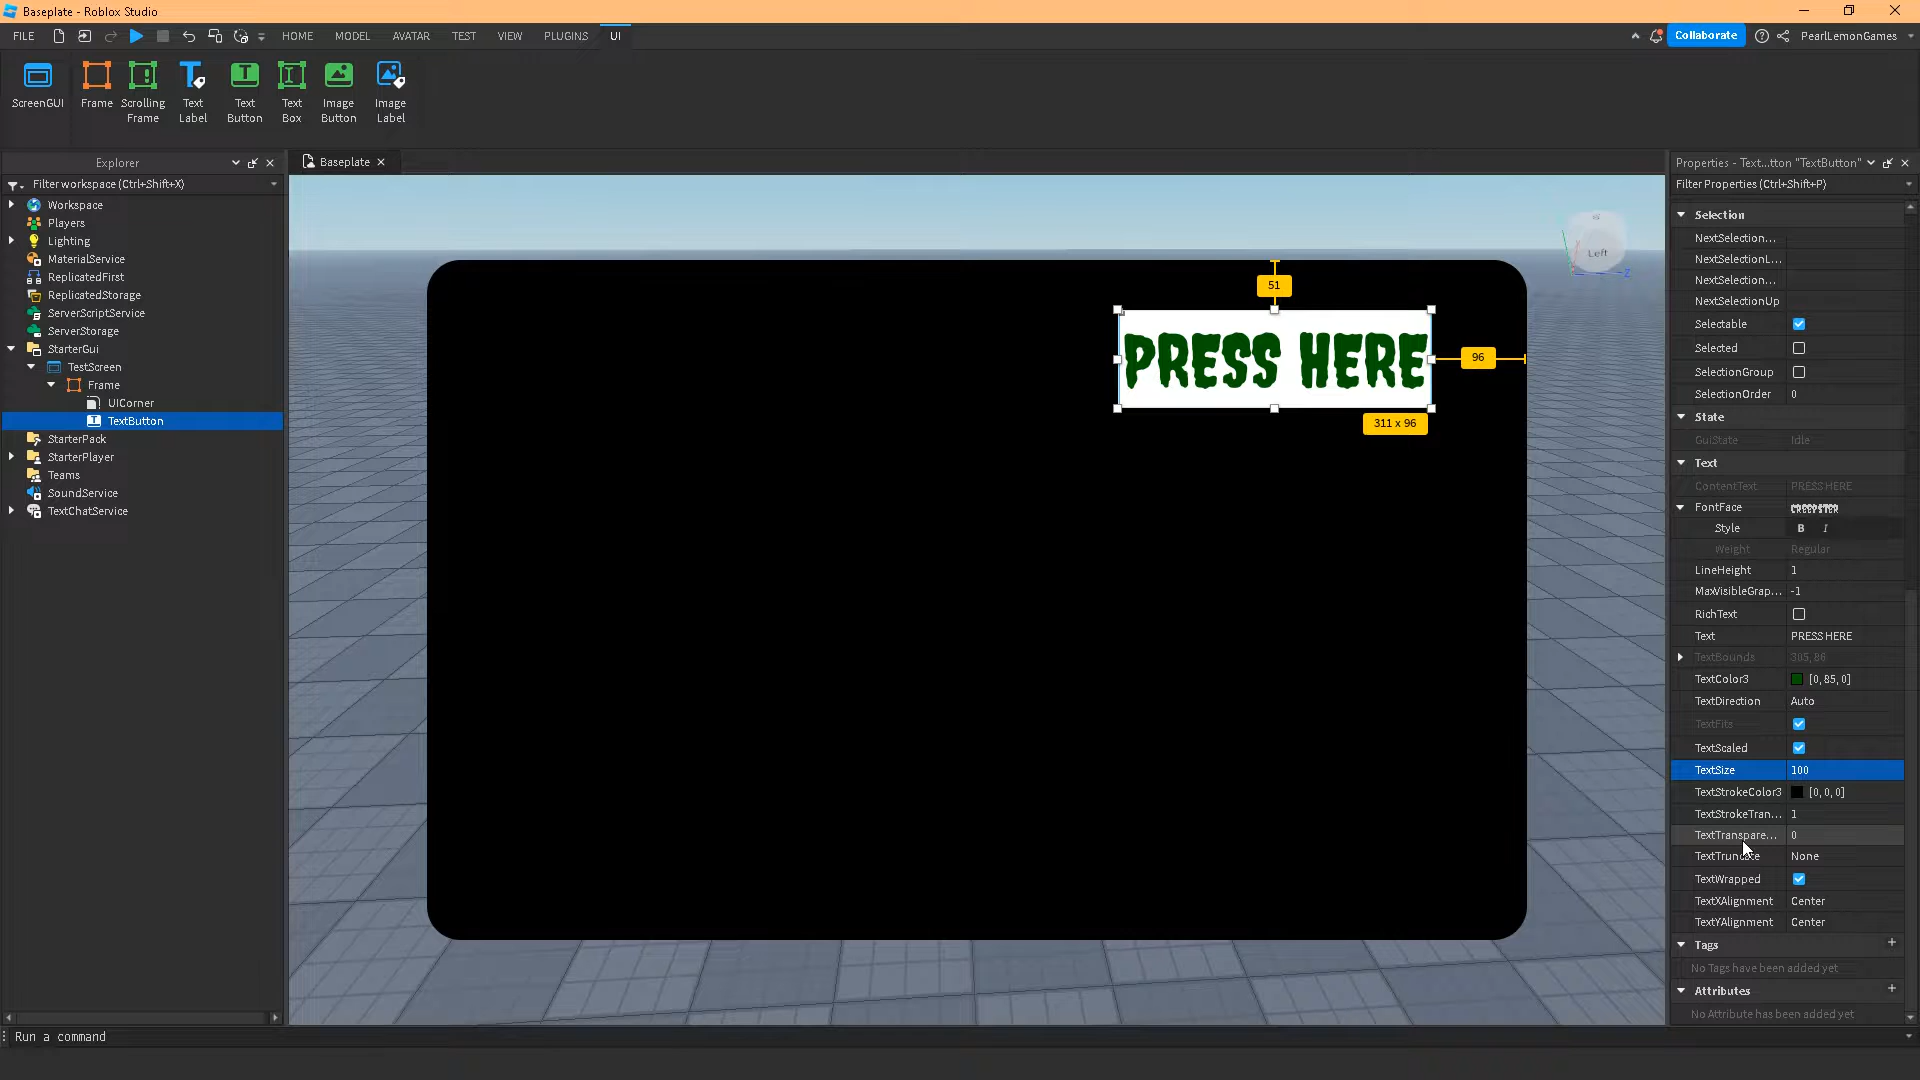 Baseplate - Roblox Studio
FILE HOME MODEL AVATAR TEST VIEW PLUGINS UI Collaborate PearlLemonGames
ScreenGUI
Frame
Scrolling Frame
Text Label
Text Button
Text Box
Image Button
Image Label
Explorer
Filter workspace (Ctrl+Shift+X)
Workspace
Players
Lighting
MaterialService
ReplicatedFirst
ReplicatedStorage
ServerScriptService
ServerStorage
StarterGui
TestScreen
Frame
UICorner
TextButton
StarterPack
StarterPlayer
Teams
SoundService
TextChatService
Baseplate
Left
51
PRESS HERE
96
311 x 96
Properties - Text...tton "TextButton"
Filter Properties (Ctrl+Shift+P)
Selection
NextSelection...
NextSelectionL...
NextSelection...
NextSelectionUp
Selectable
Selected
SelectionGroup
SelectionOrder 0
State
GuiState Idle
Text
ContentText PRESS HERE
FontFace CREEPSTER
Style B I
Weight Regular
LineHeight 1
MaxVisibleGrap... -1
RichText
Text PRESS HERE
TextBounds 305, 86
TextColor3 [0, 85, 0]
TextDirection Auto
TextFits
TextScaled
TextSize 100
TextStrokeColor3 [0, 0, 0]
TextStrokeTran... 1
TextTranspare... 0
TextTruncate None
TextWrapped
TextXAlignment Center
TextYAlignment Center
Tags +
No Tags have been added yet
Attributes +
No Attribute has been added yet
Run a command